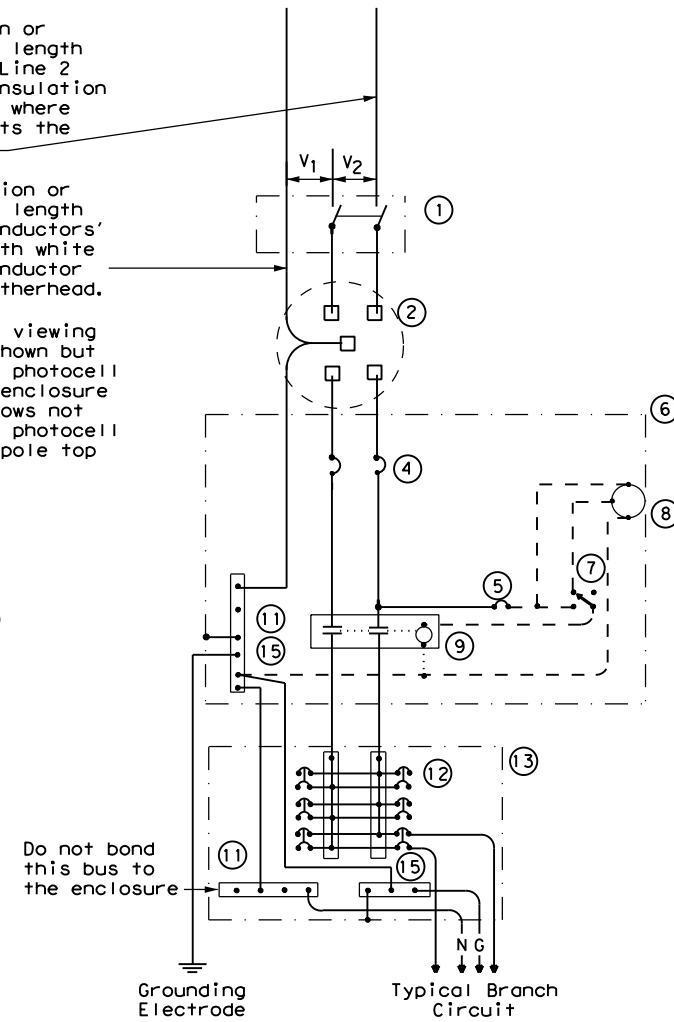 n or
length
Line 2
nsulation
where
ts the
ion or
length
nductors'
th white
nductor
therhead.
viewing
hown but
photocell
enclosure
ows not
photocell
pole top
V1 V2
1
2
6
4
8
7
5
11
9
15
13
12
Do not bond
this bus to
the enclosure
11
15
N G
Grounding
Electrode
Typical Branch
Circuit